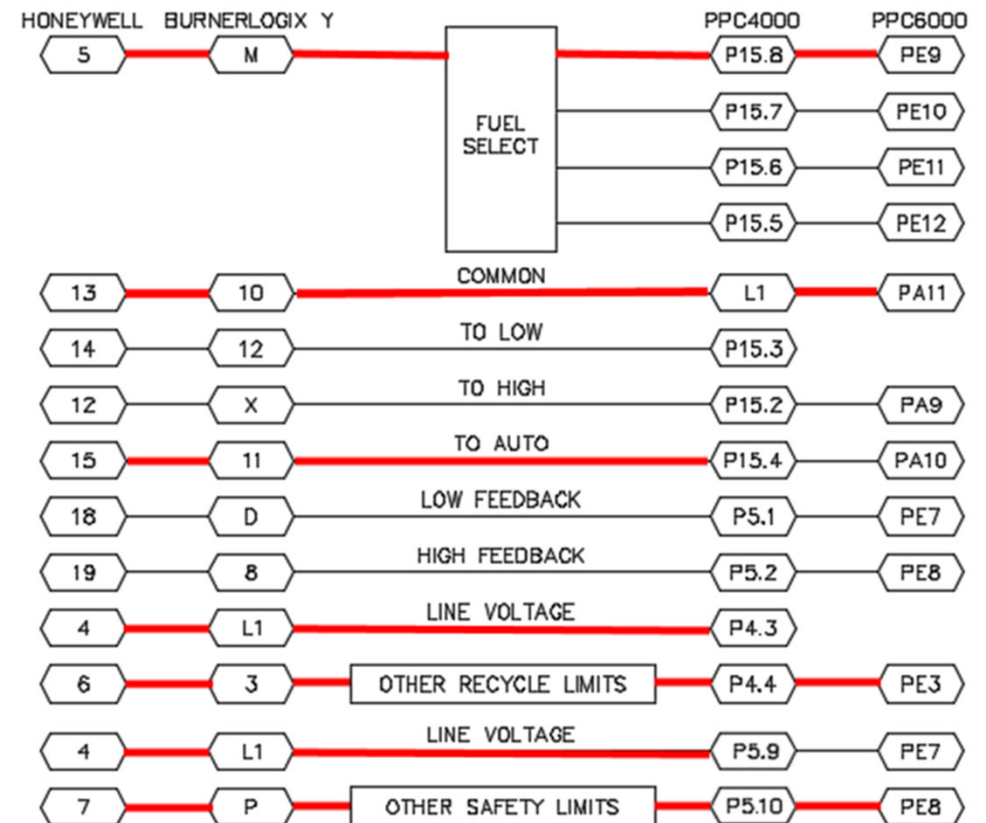 HONEYWELL BURNERLOGIX Y PPC4000 PPC6000
5 M P15.8 PE9
FUEL SELECT
P15.7 PE10
P15.6 PE11
P15.5 PE12
13 10 COMMON L1 PA11
14 12 TO LOW P15.3
12 X TO HIGH P15.2 PA9
15 11 TO AUTO P15.4 PA10
18 D LOW FEEDBACK P5.1 PE7
19 8 HIGH FEEDBACK P5.2 PE8
4 L1 LINE VOLTAGE P4.3
6 3 OTHER RECYCLE LIMITS P4.4 PE3
4 L1 LINE VOLTAGE P5.9 PE7
7 P OTHER SAFETY LIMITS P5.10 PE8